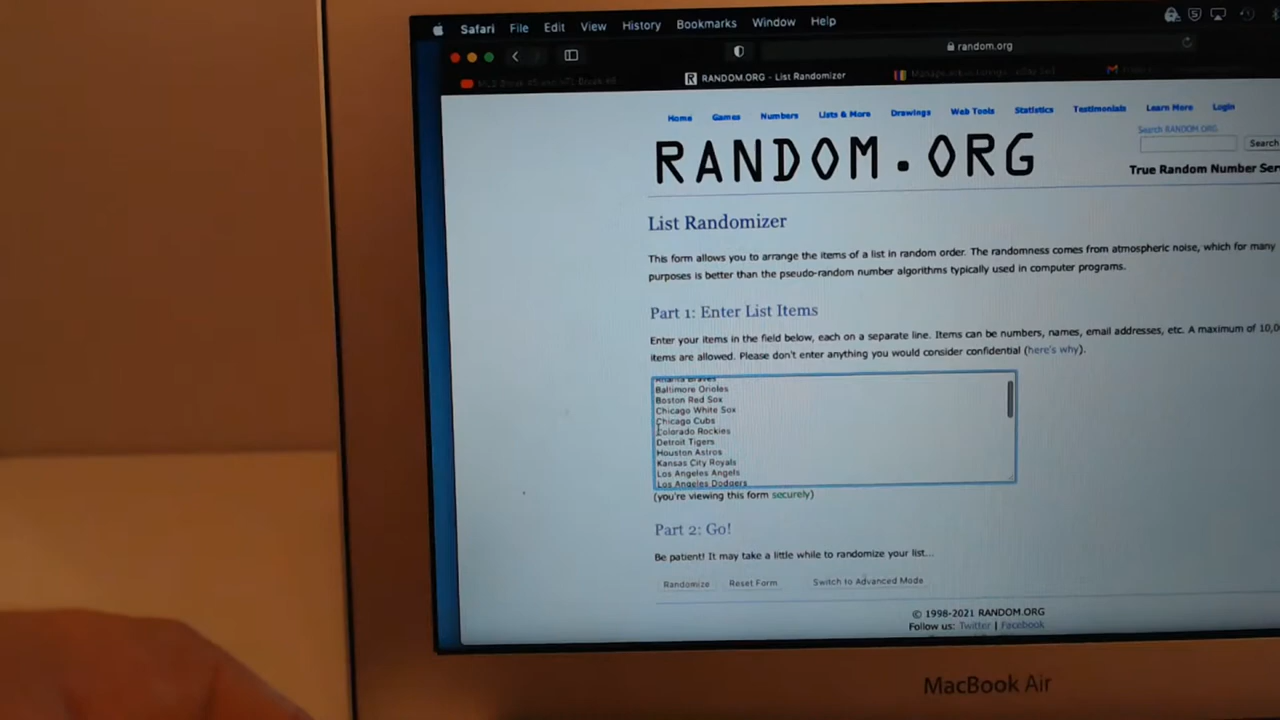 Safari File Edit View History Bookmarks Window Help
random.org
RANDOM.ORG - List Randomizer
Home Games Numbers Lists & More Drawings Web Tools Statistics Testimonials Learn More Login
Search RANDOM.ORG
Search
RANDOM.ORG
True Random Number Ser
List Randomizer
This form allows you to arrange the items of a list in random order. The randomness comes from atmospheric noise, which for many
purposes is better than the pseudo-random number algorithms typically used in computer programs.
Part 1: Enter List Items
Enter your items in the field below, each on a separate line. Items can be numbers, names, email addresses, etc. A maximum of 10,0
items are allowed. Please don't enter anything you would consider confidential (here's why).
Atlanta Braves
Baltimore Orioles
Boston Red Sox
Chicago White Sox
Chicago Cubs
Colorado Rockies
Detroit Tigers
Houston Astros
Kansas City Royals
Los Angeles Angels
Los Angeles Dodgers
(you're viewing this form securely)
Part 2: Go!
Be patient! It may take a little while to randomize your list...
Randomize Reset Form Switch to Advanced Mode
© 1998-2021 RANDOM.ORG
Follow us: Twitter | Facebook
MacBook Air